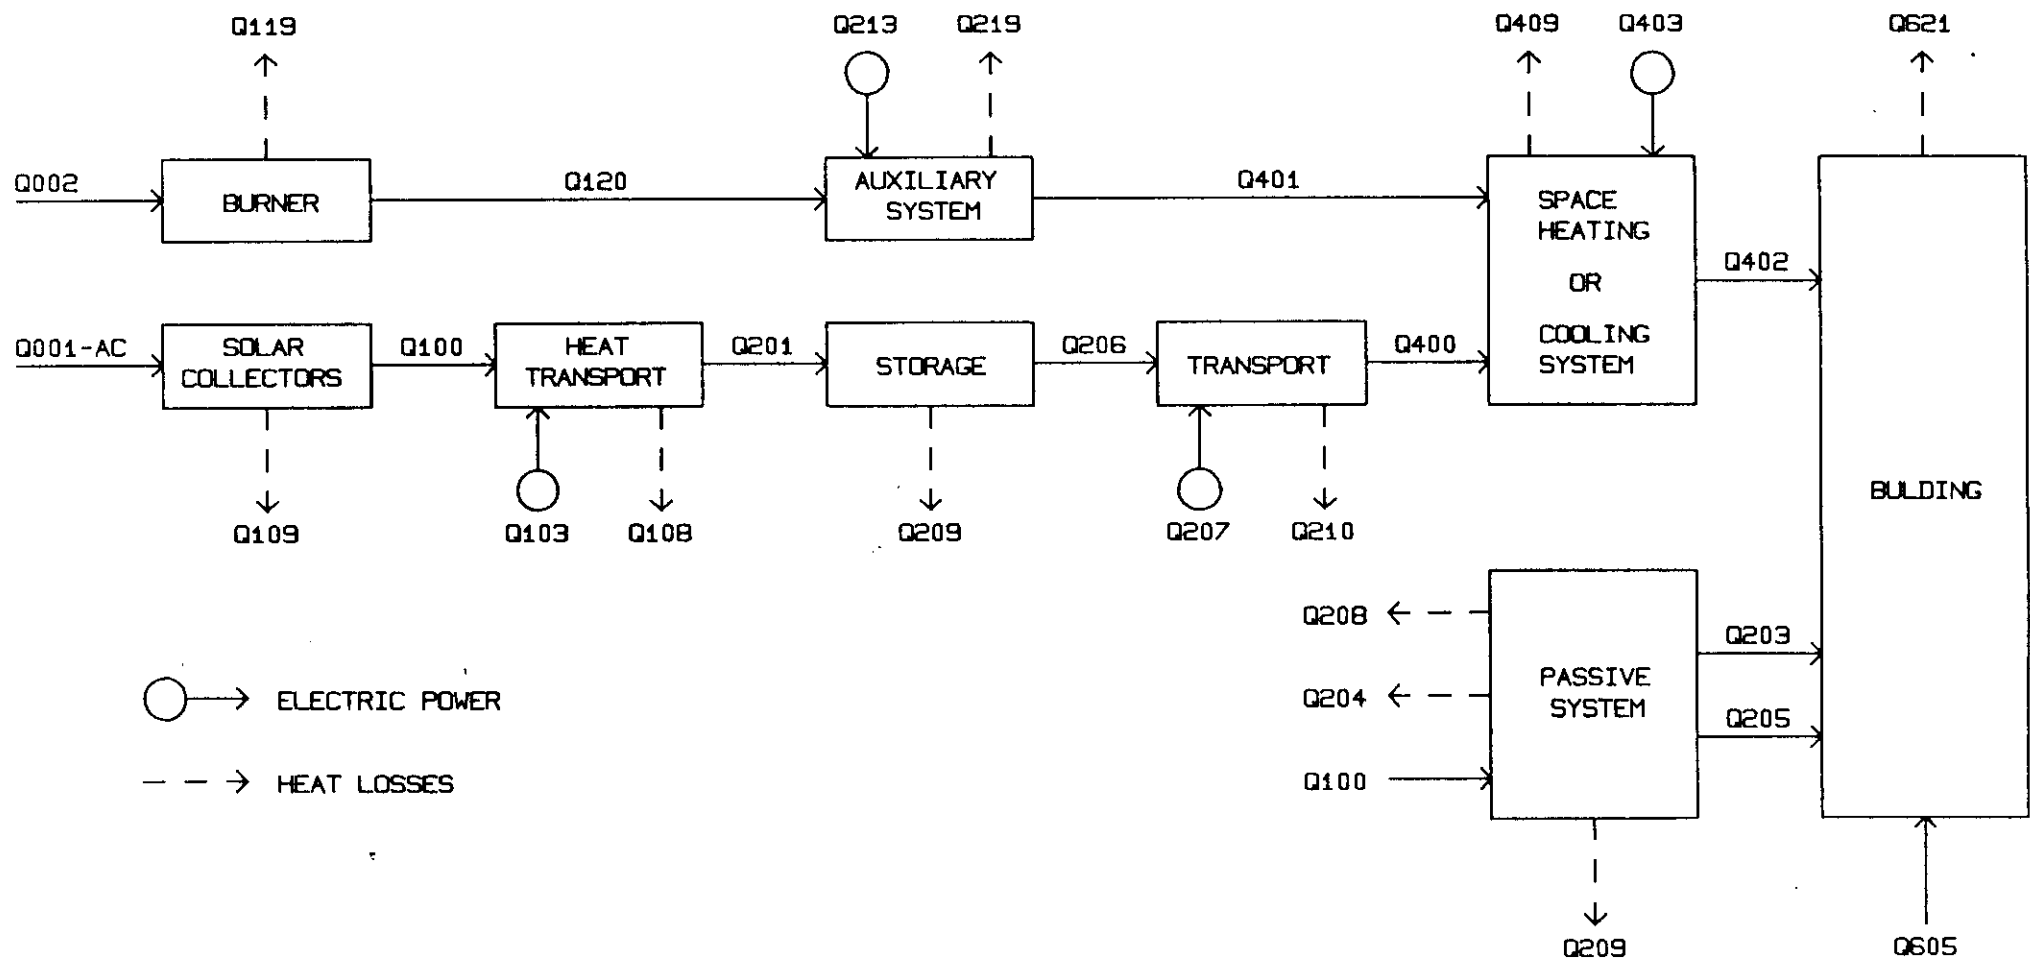 Q119
Q213
Q219
Q409
Q403
Q621
Q002
BURNER
Q120
AUXILIARY
SYSTEM
Q401
SPACE
HEATING
OR
COOLING
SYSTEM
Q402
Q001-AC
SOLAR
COLLECTORS
Q100
HEAT
TRANSPORT
Q201
STORAGE
Q206
TRANSPORT
Q400
BULDING
Q109
Q103
Q108
Q209
Q207
Q210
Q208
Q204
Q100
PASSIVE
SYSTEM
Q203
Q205
ELECTRIC POWER
HEAT LOSSES
Q209
Q605